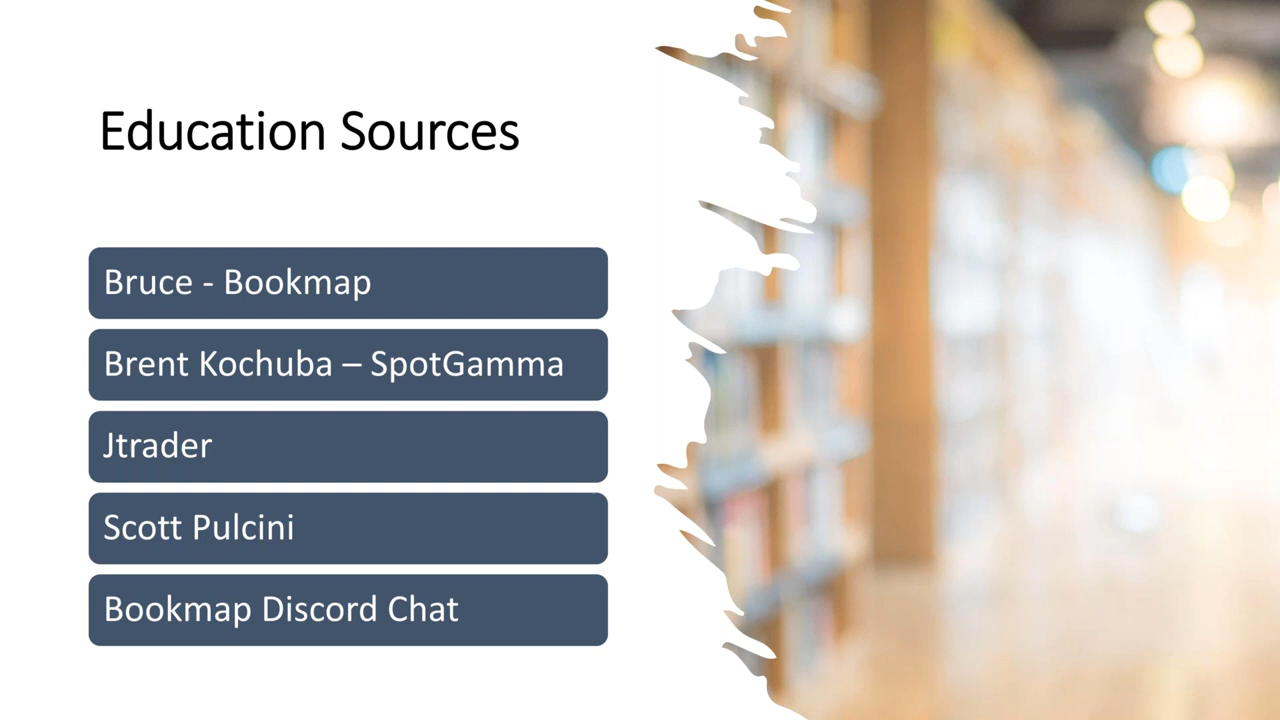 Education Sources
Bruce - Bookmap
Brent Kochuba – SpotGamma
Jtrader
Scott Pulcini
Bookmap Discord Chat